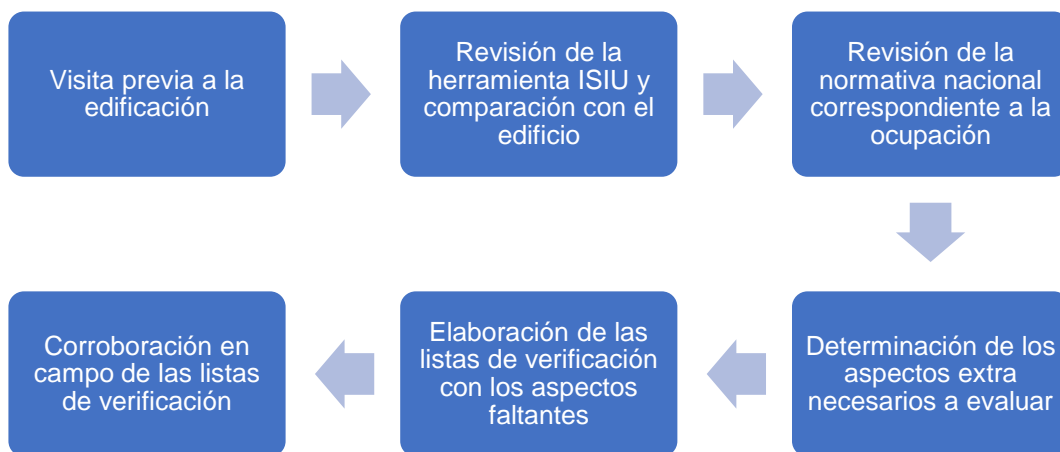 Visita previa a la
edificación
Revisión de la
herramienta ISIU y
comparación con el
edificio
Revisión de la
normativa nacional
correspondiente a la
ocupación
Determinación de los
aspectos extra
necesarios a evaluar
Elaboración de las
listas de verificación
con los aspectos
faltantes
Corroboración en
campo de las listas
de verificación